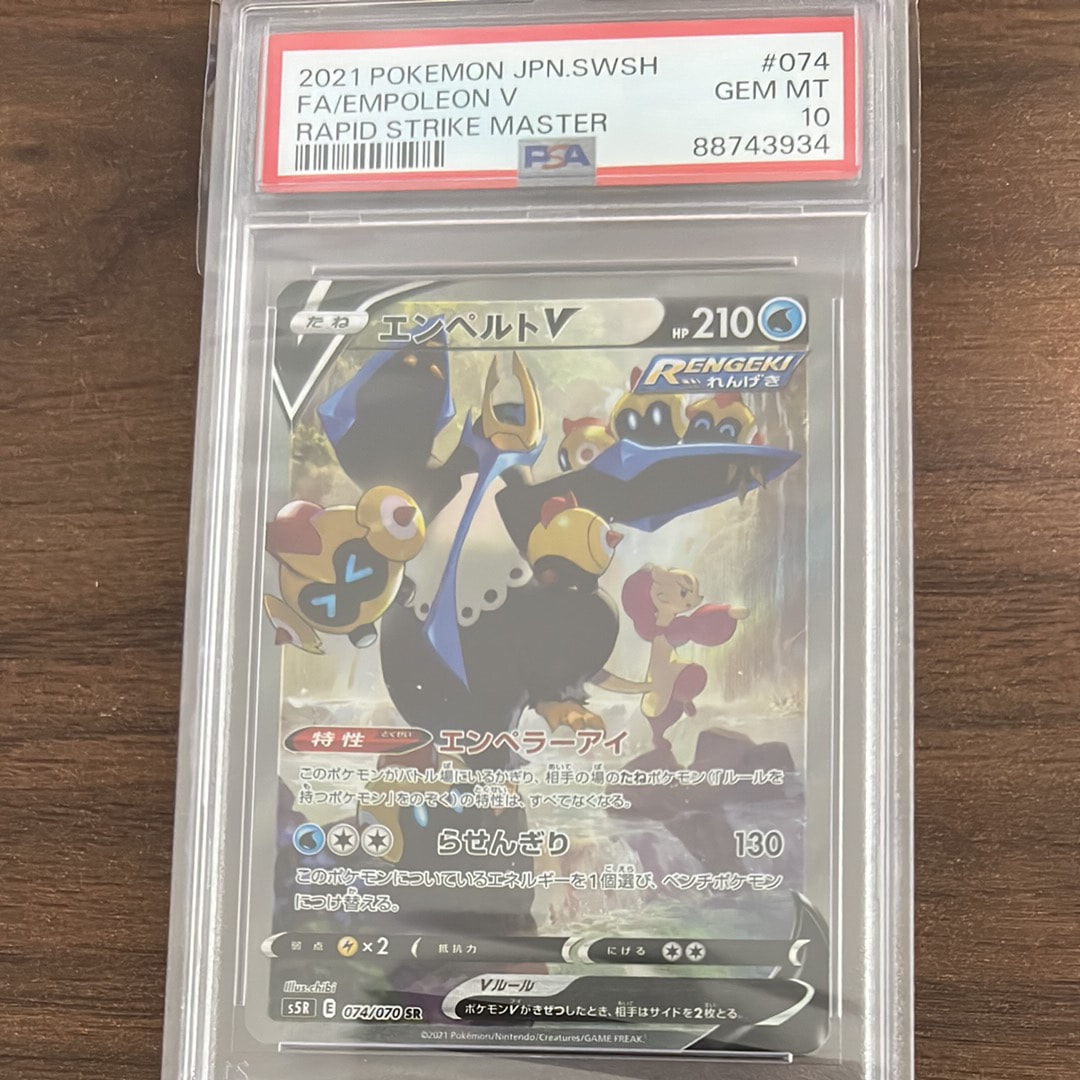 2021 POKEMON JPN.SWSH #074
FA/EMPOLEON V GEM MT
RAPID STRIKE MASTER 10
PSA 88743934
たね エンペルトV HP 210
RENGEKI
れんげき
特性 とくせい エンペラーアイ
このポケモンがバトル場にいるかぎり、相手の場のたねポケモン(「ルールを
持つポケモン」をのぞく)の特性は、すべてなくなる。
らせんぎり 130
このポケモンについているエネルギーを1個選び、ベンチポケモン
につけ替える。
弱点 ×2 抵抗力 にげる
Illus.chibi Vルール
s5R E 074/070 SR ポケモンVがきぜつしたとき、相手はサイドを2枚とる。
©2021 Pokémon/Nintendo/Creatures/GAME FREAK.